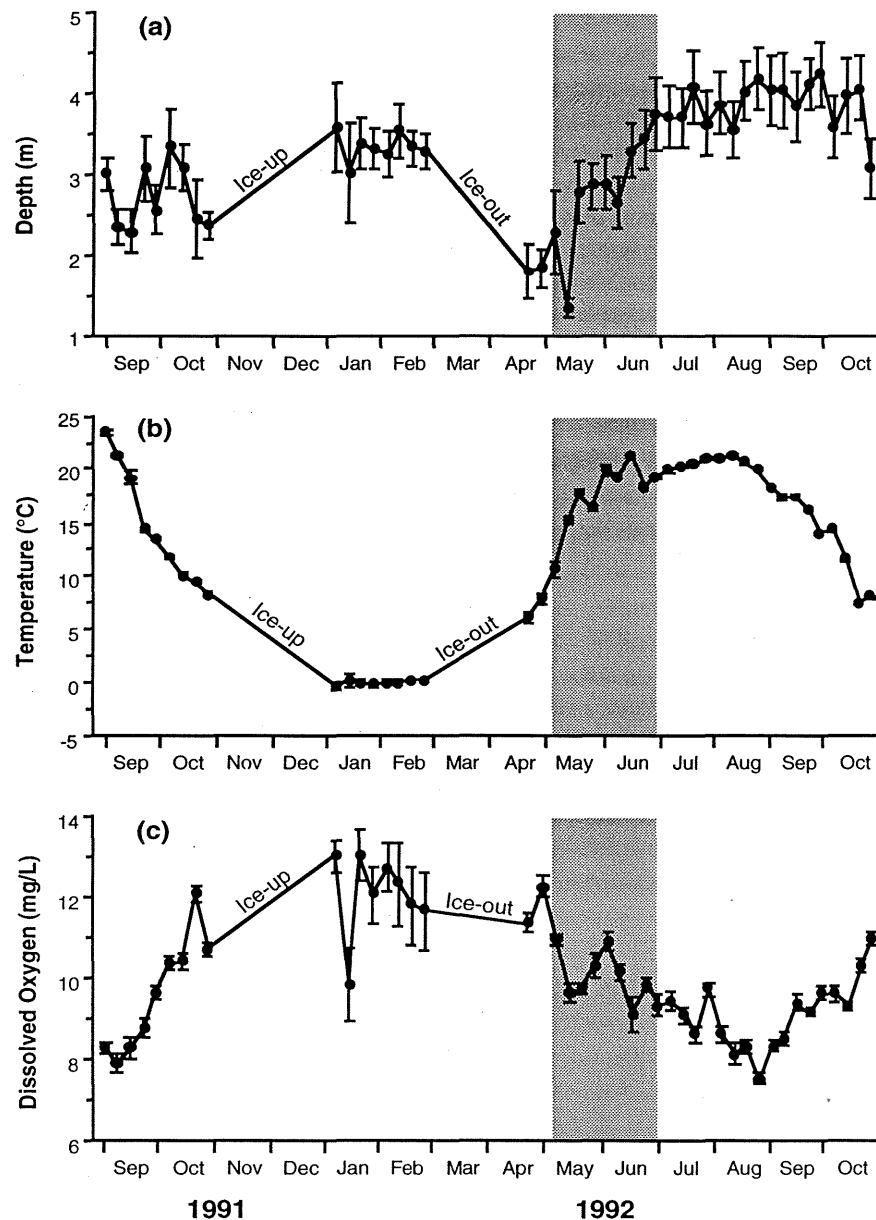 (a)
Depth (m)
5
4
3
2
1
Ice-up
Ice-out
Sep Oct Nov Dec Jan Feb Mar Apr May Jun Jul Aug Sep Oct
(b)
Temperature (°C)
25
20
15
10
5
0
-5
Ice-up
Ice-out
Sep Oct Nov Dec Jan Feb Mar Apr May Jun Jul Aug Sep Oct
(c)
Dissolved Oxygen (mg/L)
14
12
10
8
6
Ice-up
Ice-out
Sep Oct Nov Dec Jan Feb Mar Apr May Jun Jul Aug Sep Oct
1991 1992